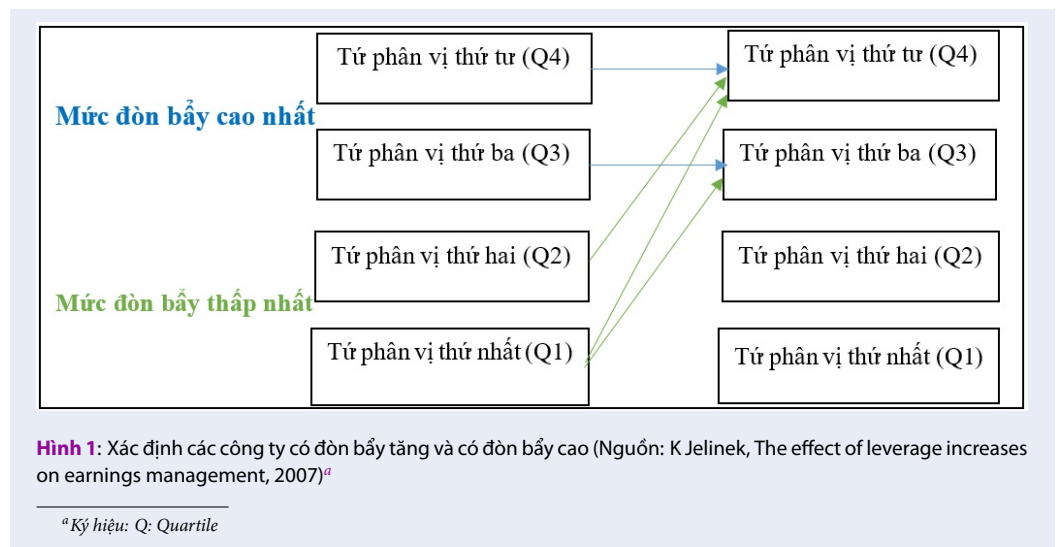 Tứ phân vị thứ tư (Q4)
Tứ phân vị thứ tư (Q4)
Mức đòn bẩy cao nhất
Tứ phân vị thứ ba (Q3)
Tứ phân vị thứ ba (Q3)
Tứ phân vị thứ hai (Q2)
Tứ phân vị thứ hai (Q2)
Mức đòn bẩy thấp nhất
Tứ phân vị thứ nhất (Q1)
Tứ phân vị thứ nhất (Q1)
Hình 1: Xác định các công ty có đòn bẩy tăng và có đòn bẩy cao (Nguồn: K Jelinek, The effect of leverage increases
on earnings management, 2007)a
a Ký hiệu: Q: Quartile